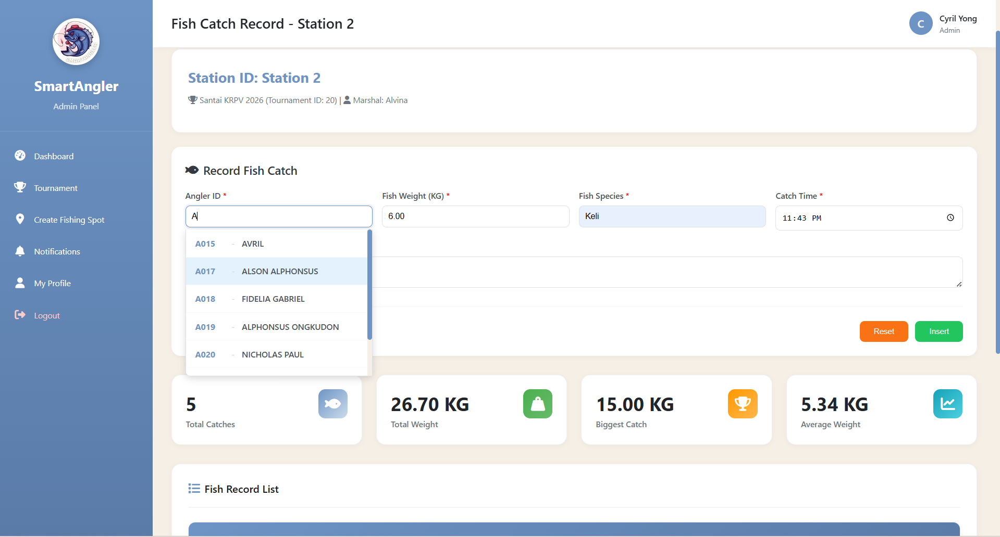 SMARTANGLER
SmartAngler
Admin Panel
Dashboard
Tournament
Create Fishing Spot
Notifications
My Profile
Logout
Fish Catch Record - Station 2
C
Cyril Yong
Admin
Station ID: Station 2
Santai KRPV 2026 (Tournament ID: 20) | Marshal: Alvina
Record Fish Catch
Angler ID * Fish Weight (KG) * Fish Species * Catch Time *
A 6.00 Keli 11:43 PM
A015 - AVRIL
A017 - ALSON ALPHONSUS
A018 - FIDELIA GABRIEL
A019 - ALPHONSUS ONGKUDON
A020 - NICHOLAS PAUL
Reset Insert
5 26.70 KG 15.00 KG 5.34 KG
Total Catches Total Weight Biggest Catch Average Weight
Fish Record List